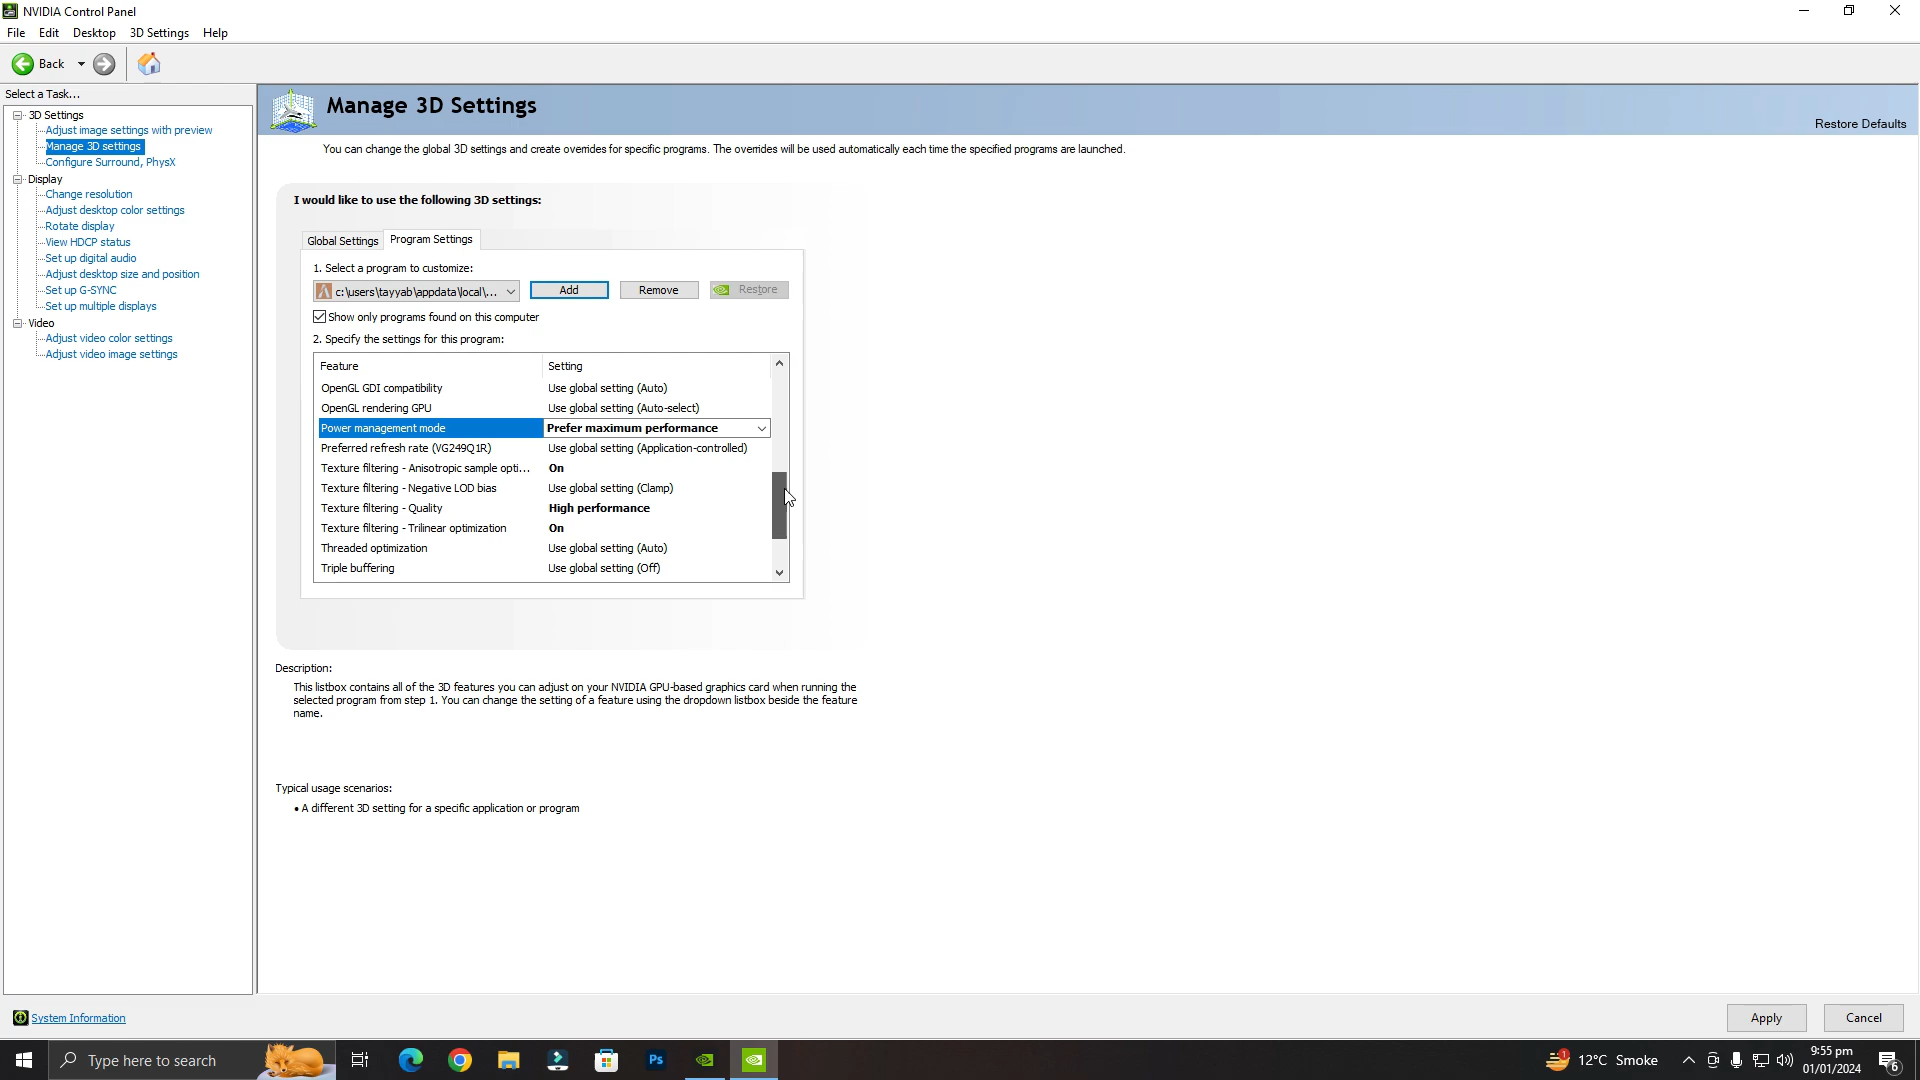 NVIDIA Control Panel
File Edit Desktop 3D Settings Help
Back
Select a Task...
3D Settings
Adjust image settings with preview
Manage 3D settings
Configure Surround, PhysX
Display
Change resolution
Adjust desktop color settings
Rotate display
View HDCP status
Set up digital audio
Adjust desktop size and position
Set up G-SYNC
Set up multiple displays
Video
Adjust video color settings
Adjust video image settings
System Information
Manage 3D Settings
Restore Defaults
You can change the global 3D settings and create overrides for specific programs. The overrides will be used automatically each time the specified programs are launched.
I would like to use the following 3D settings:
Global Settings Program Settings
1. Select a program to customize:
c:\users\tayyab\appdata\local\... Add Remove Restore
Show only programs found on this computer
2. Specify the settings for this program:
Feature Setting
OpenGL GDI compatibility Use global setting (Auto)
OpenGL rendering GPU Use global setting (Auto-select)
Power management mode Prefer maximum performance
Preferred refresh rate (VG249Q1R) Use global setting (Application-controlled)
Texture filtering - Anisotropic sample opti... On
Texture filtering - Negative LOD bias Use global setting (Clamp)
Texture filtering - Quality High performance
Texture filtering - Trilinear optimization On
Threaded optimization Use global setting (Auto)
Triple buffering Use global setting (Off)
Description:
This listbox contains all of the 3D features you can adjust on your NVIDIA GPU-based graphics card when running the
selected program from step 1. You can change the setting of a feature using the dropdown listbox beside the feature
name.
Typical usage scenarios:
• A different 3D setting for a specific application or program
Apply Cancel
Type here to search
Ps
1
12°C Smoke
9:55 pm
01/01/2024
6